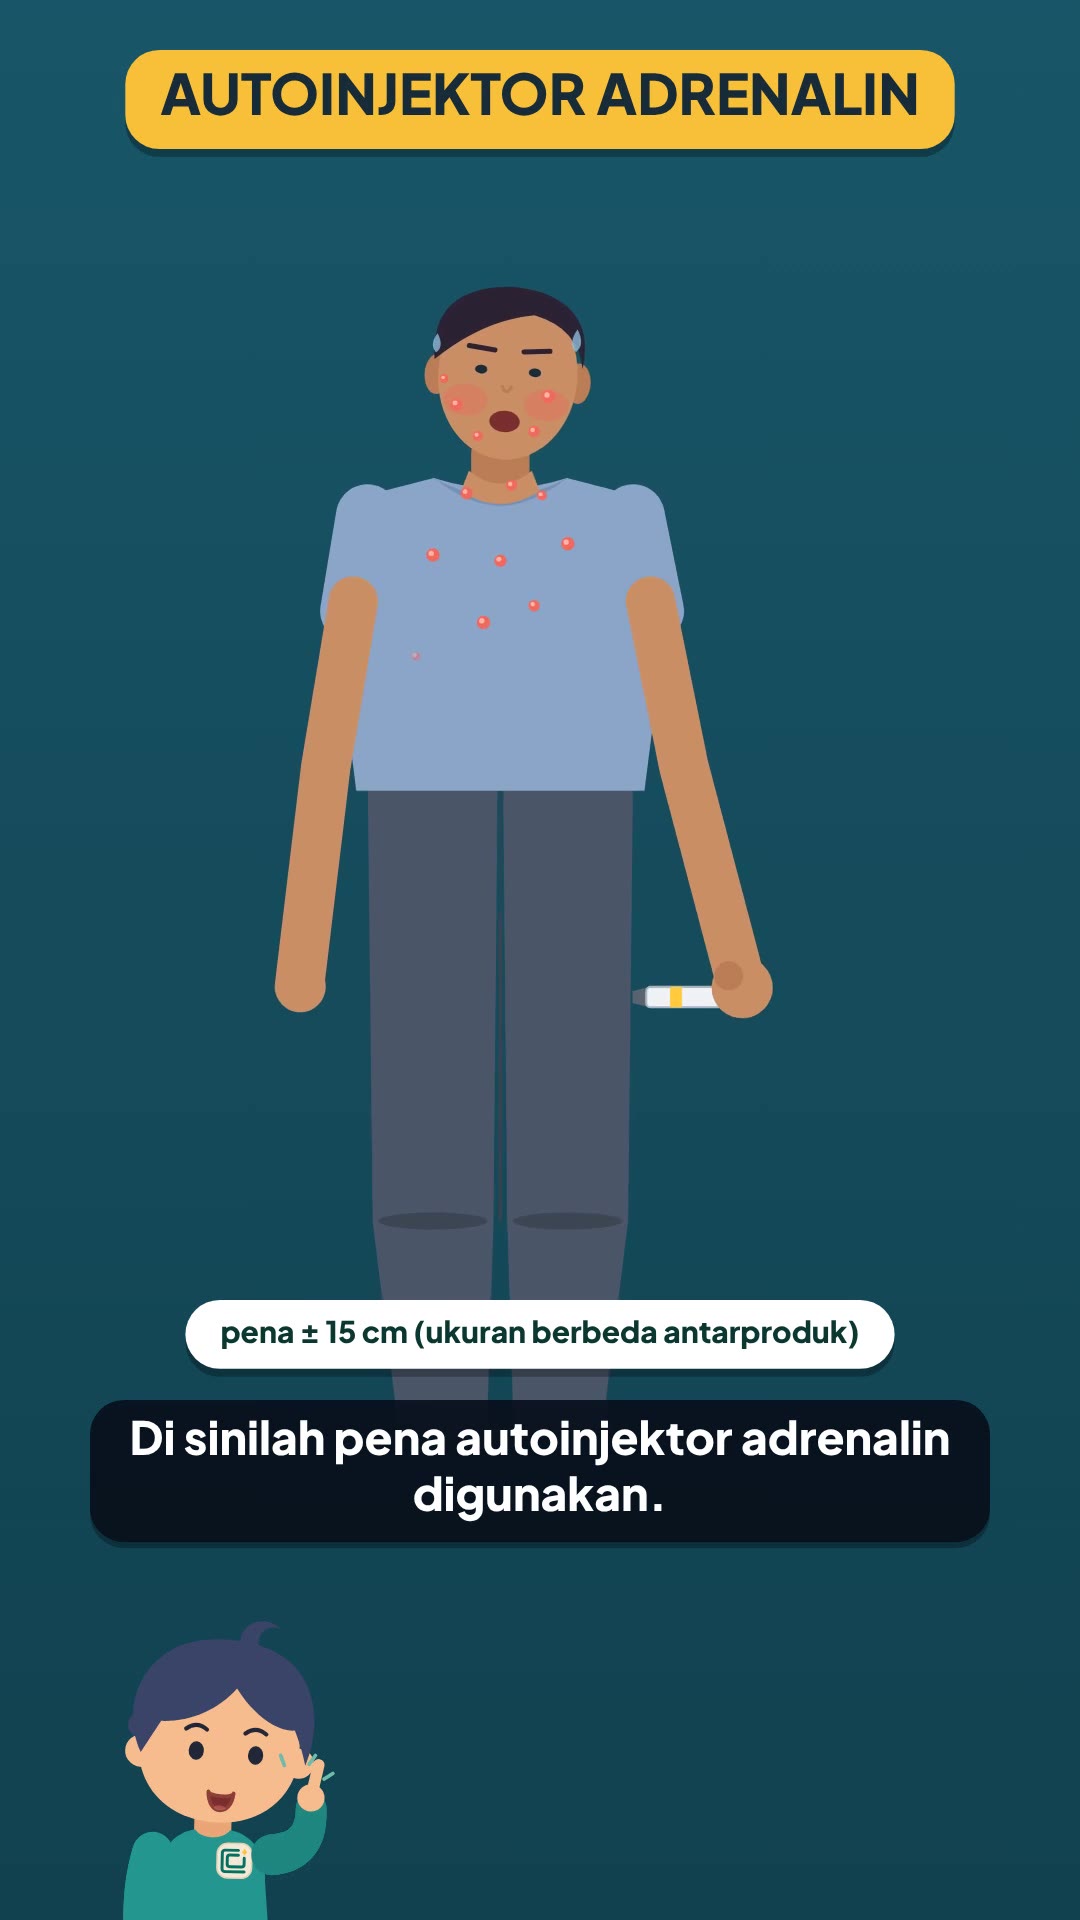 AUTOINJEKTOR ADRENALIN
pena ± 15 cm (ukuran berbeda antarproduk)
Di sinilah pena autoinjektor adrenalin
digunakan.